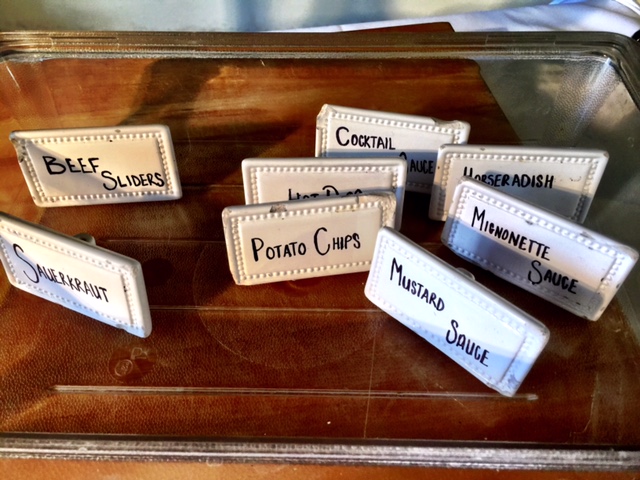 Beef
Sliders
Sauerkraut
Cocktail
Horseradish
Potato Chips
Mignonette
Sauce
Mustard
Sauce